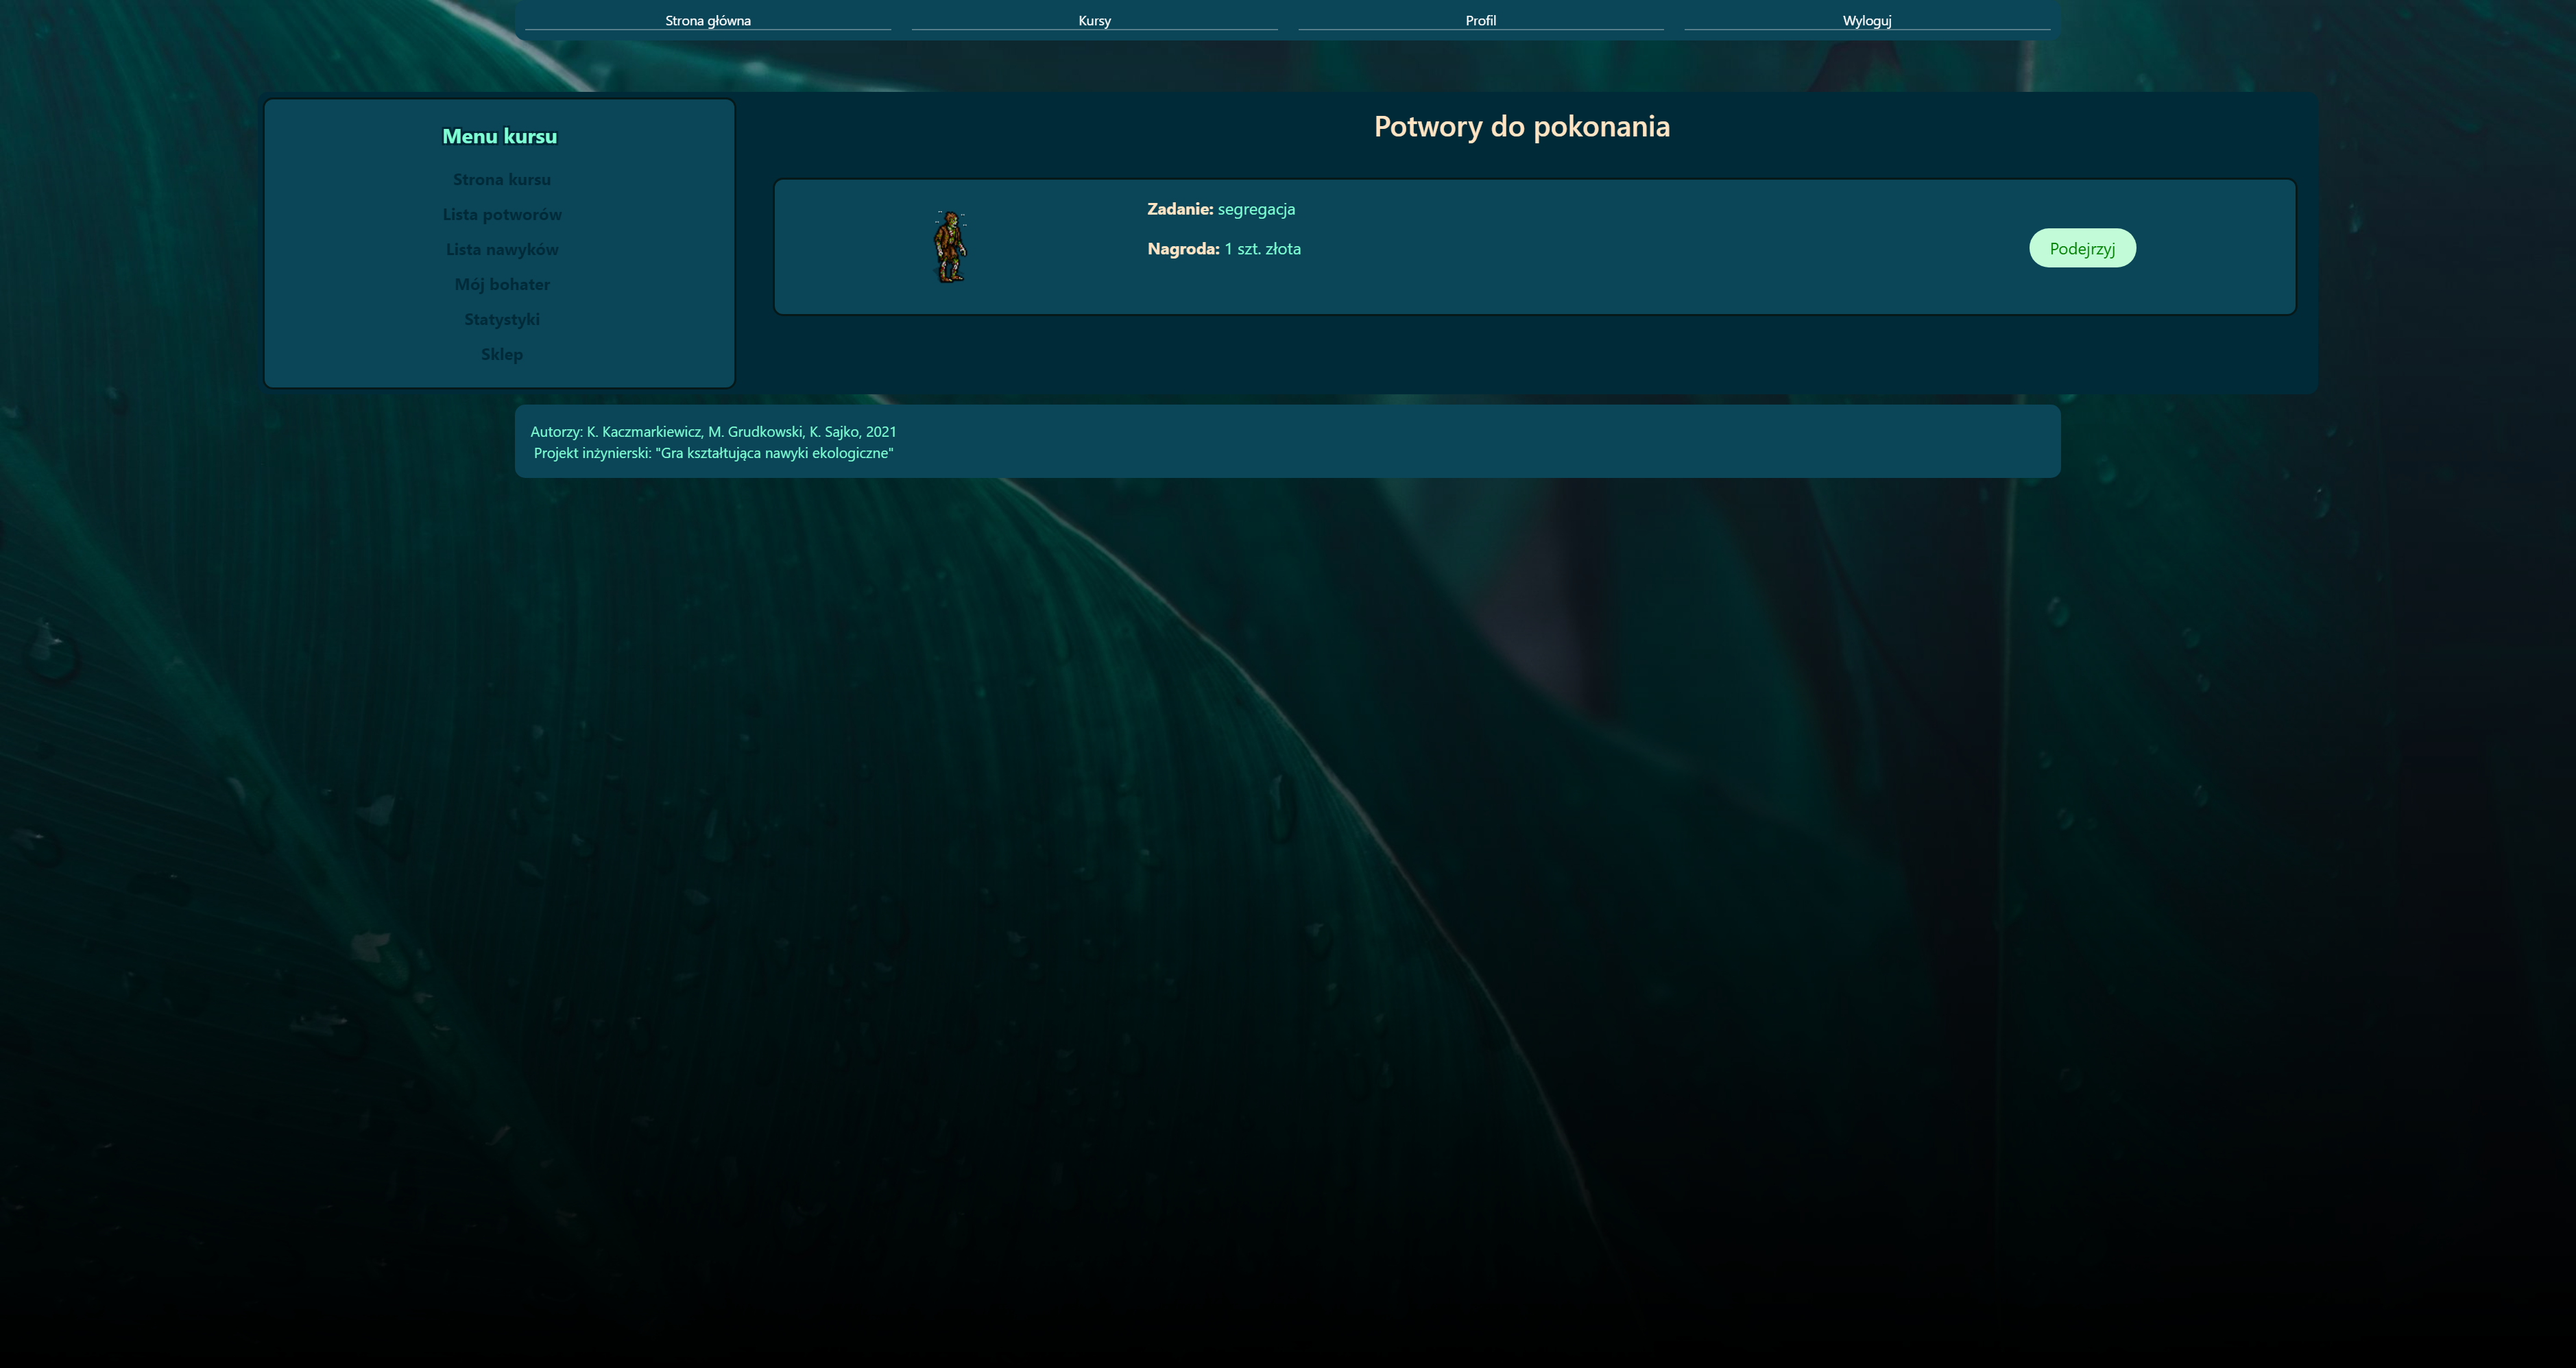 Strona główna
Kursy
Profil
Wyloguj
Menu kursu
Strona kursu
Lista potworów
Lista nawyków
Mój bohater
Statystyki
Sklep
Potwory do pokonania
Zadanie: segregacja
Nagroda: 1 szt. złota
Podejrzyj
Autorzy: K. Kaczmarkiewicz, M. Grudkowski, K. Sajko, 2021
Projekt inżynierski: "Gra kształtująca nawyki ekologiczne"